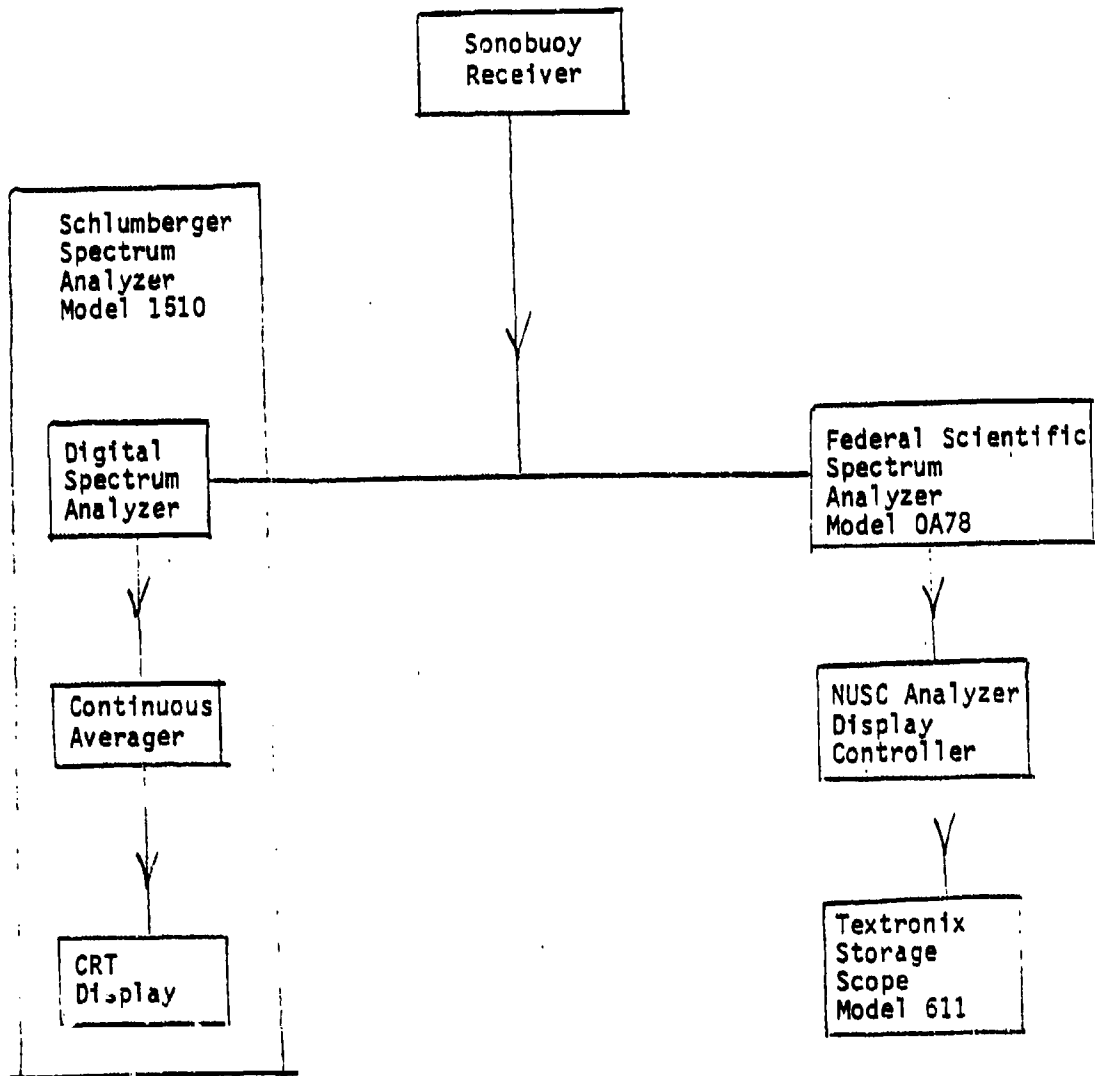 Sonobuoy
Receiver
Schlumberger
Spectrum
Analyzer
Model 1510
Digital
Spectrum
Analyzer
Federal Scientific
Spectrum
Analyzer
Model OA78
Continuous
Averager
NUSC Analyzer
Display
Controller
CRT
Display
Textronix
Storage
Scope
Model 611